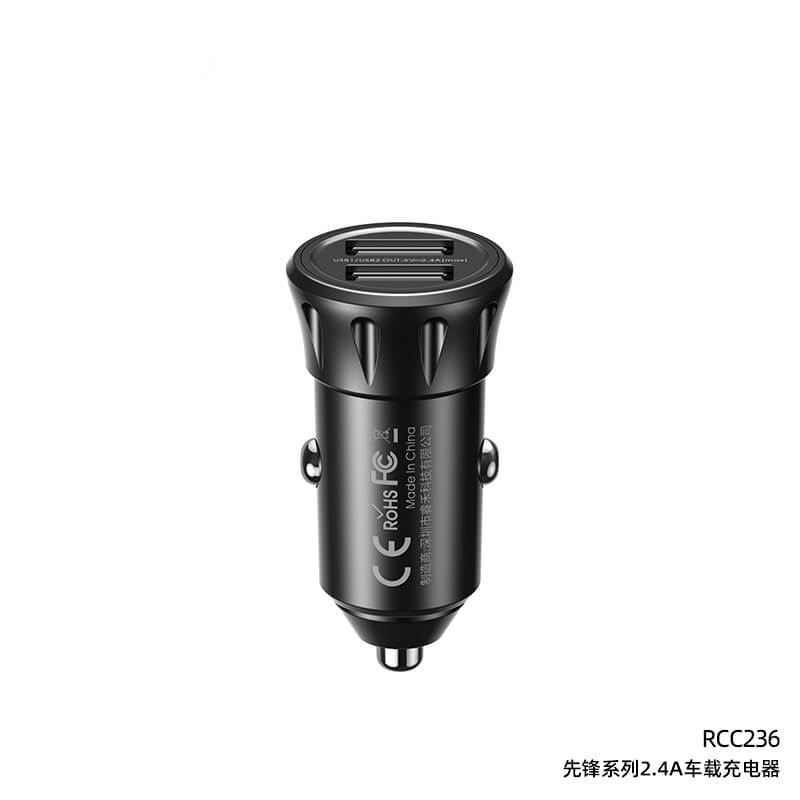 USB1/USB2 OUT:5V⎓2.4A(max)
CE RoHS FC
Made In China
制造商:深圳市睿禾科技有限公司
RCC236
先锋系列2.4A车载充电器